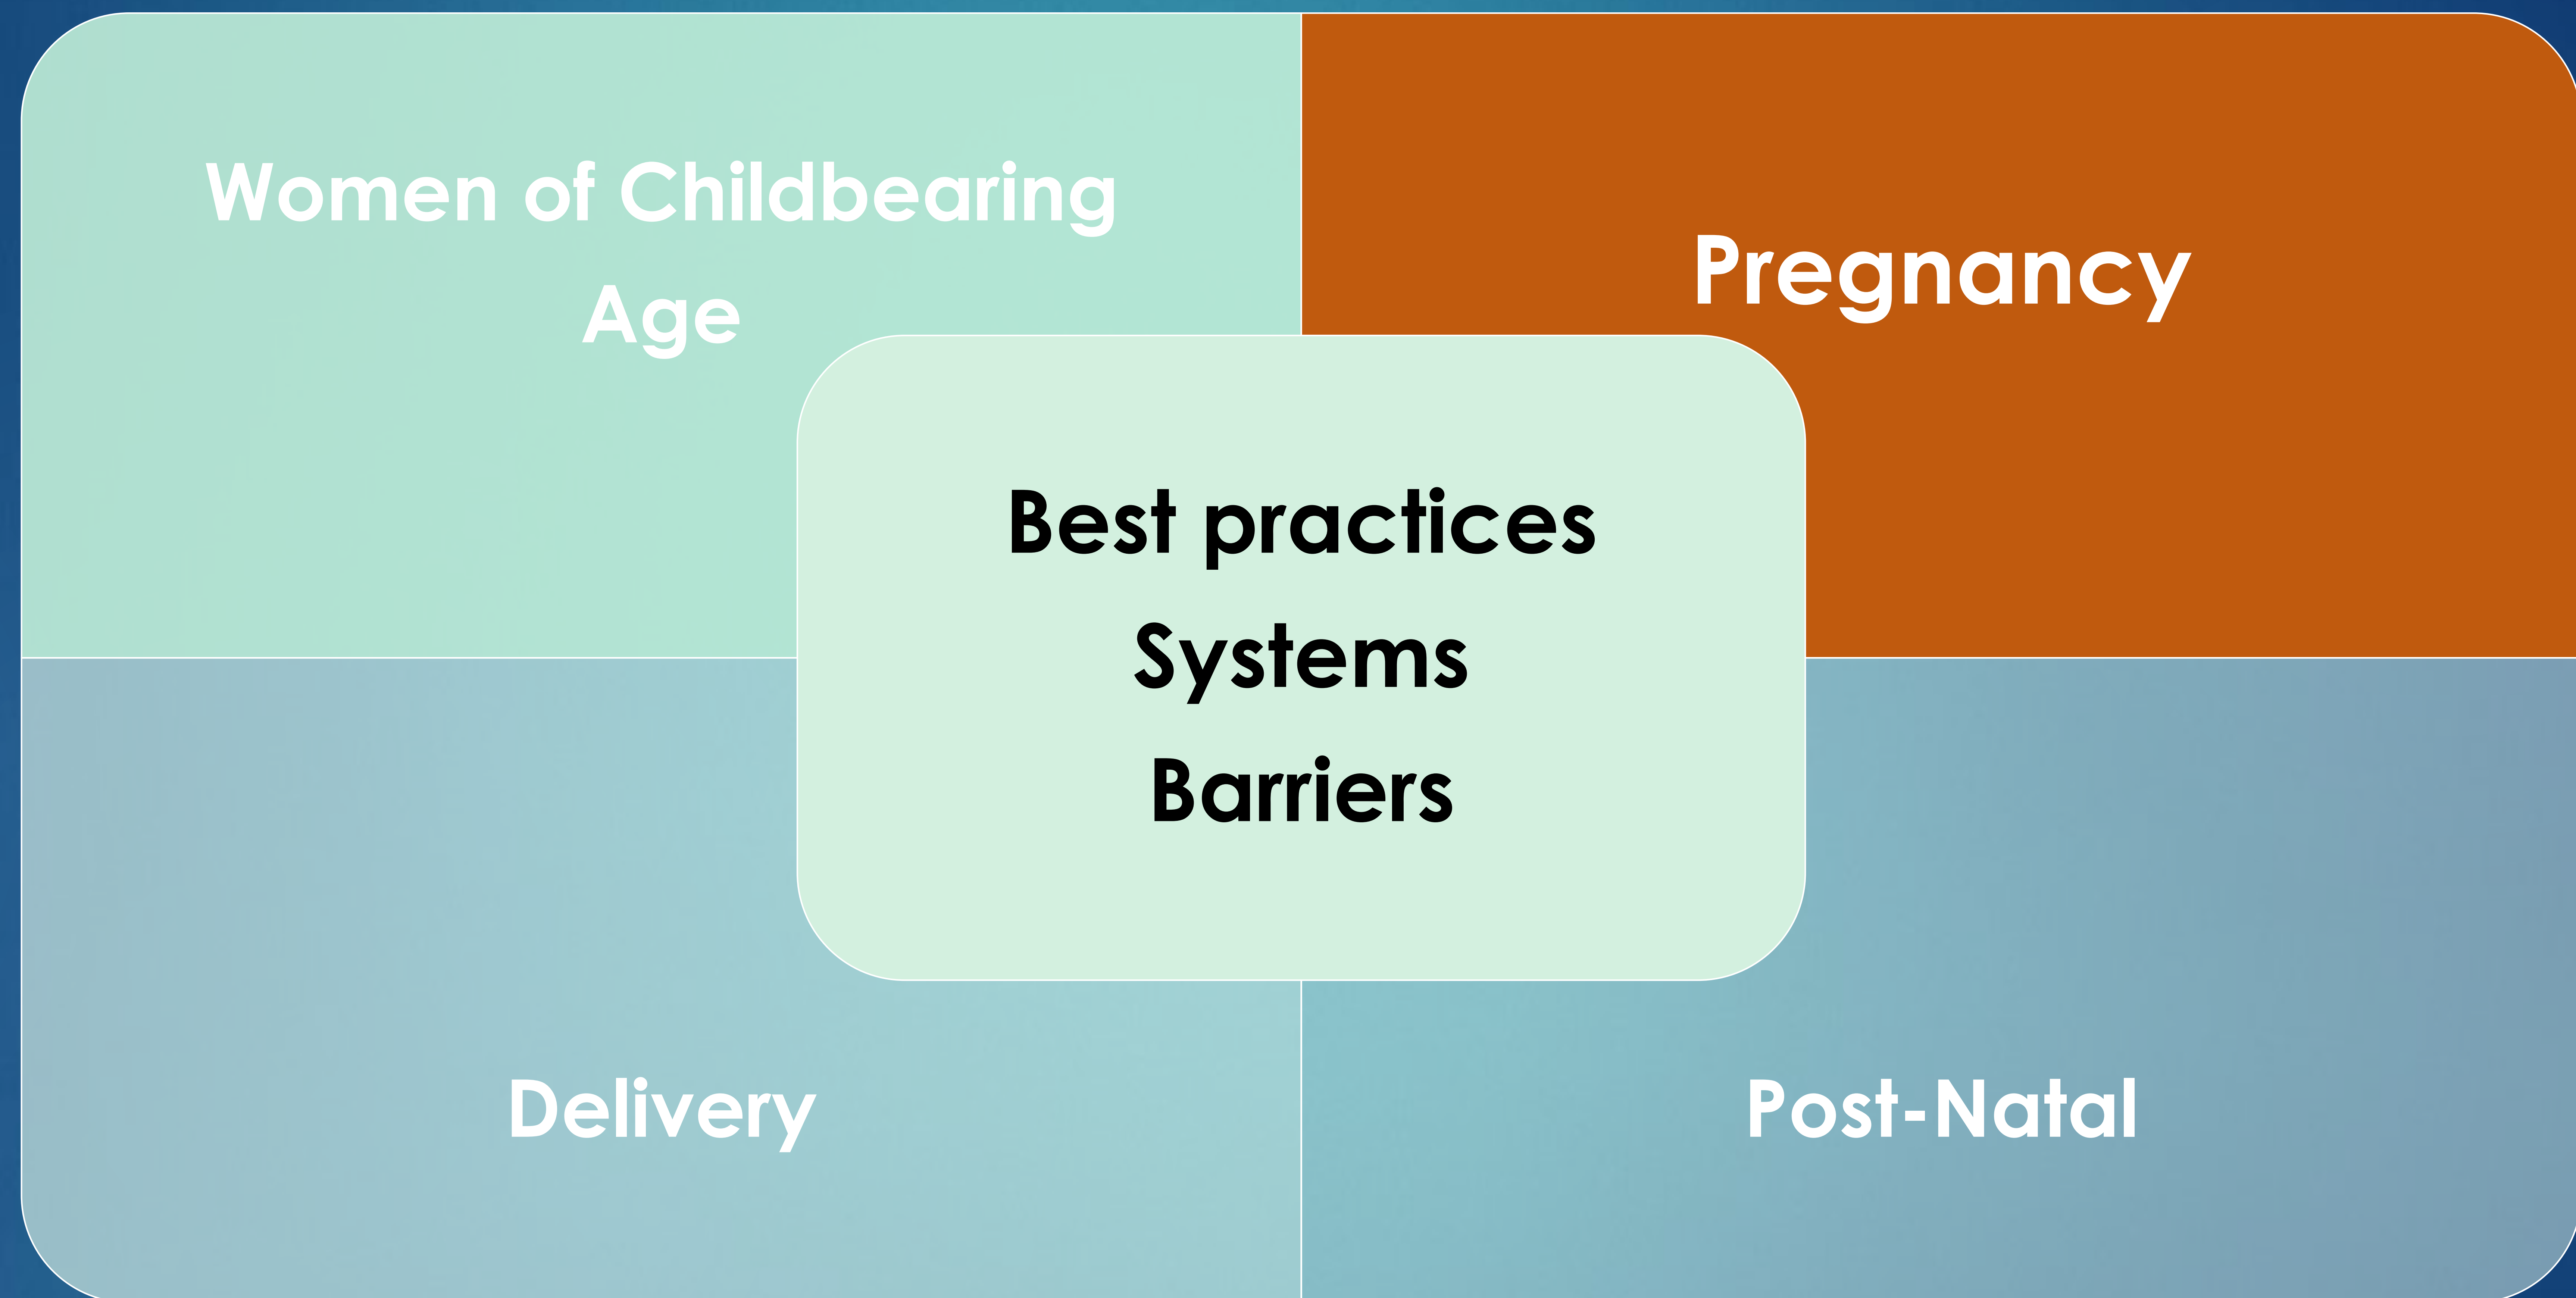 Women of Childbearing
Age
Pregnancy
Best practices
Systems
Barriers
Delivery
Post-Natal